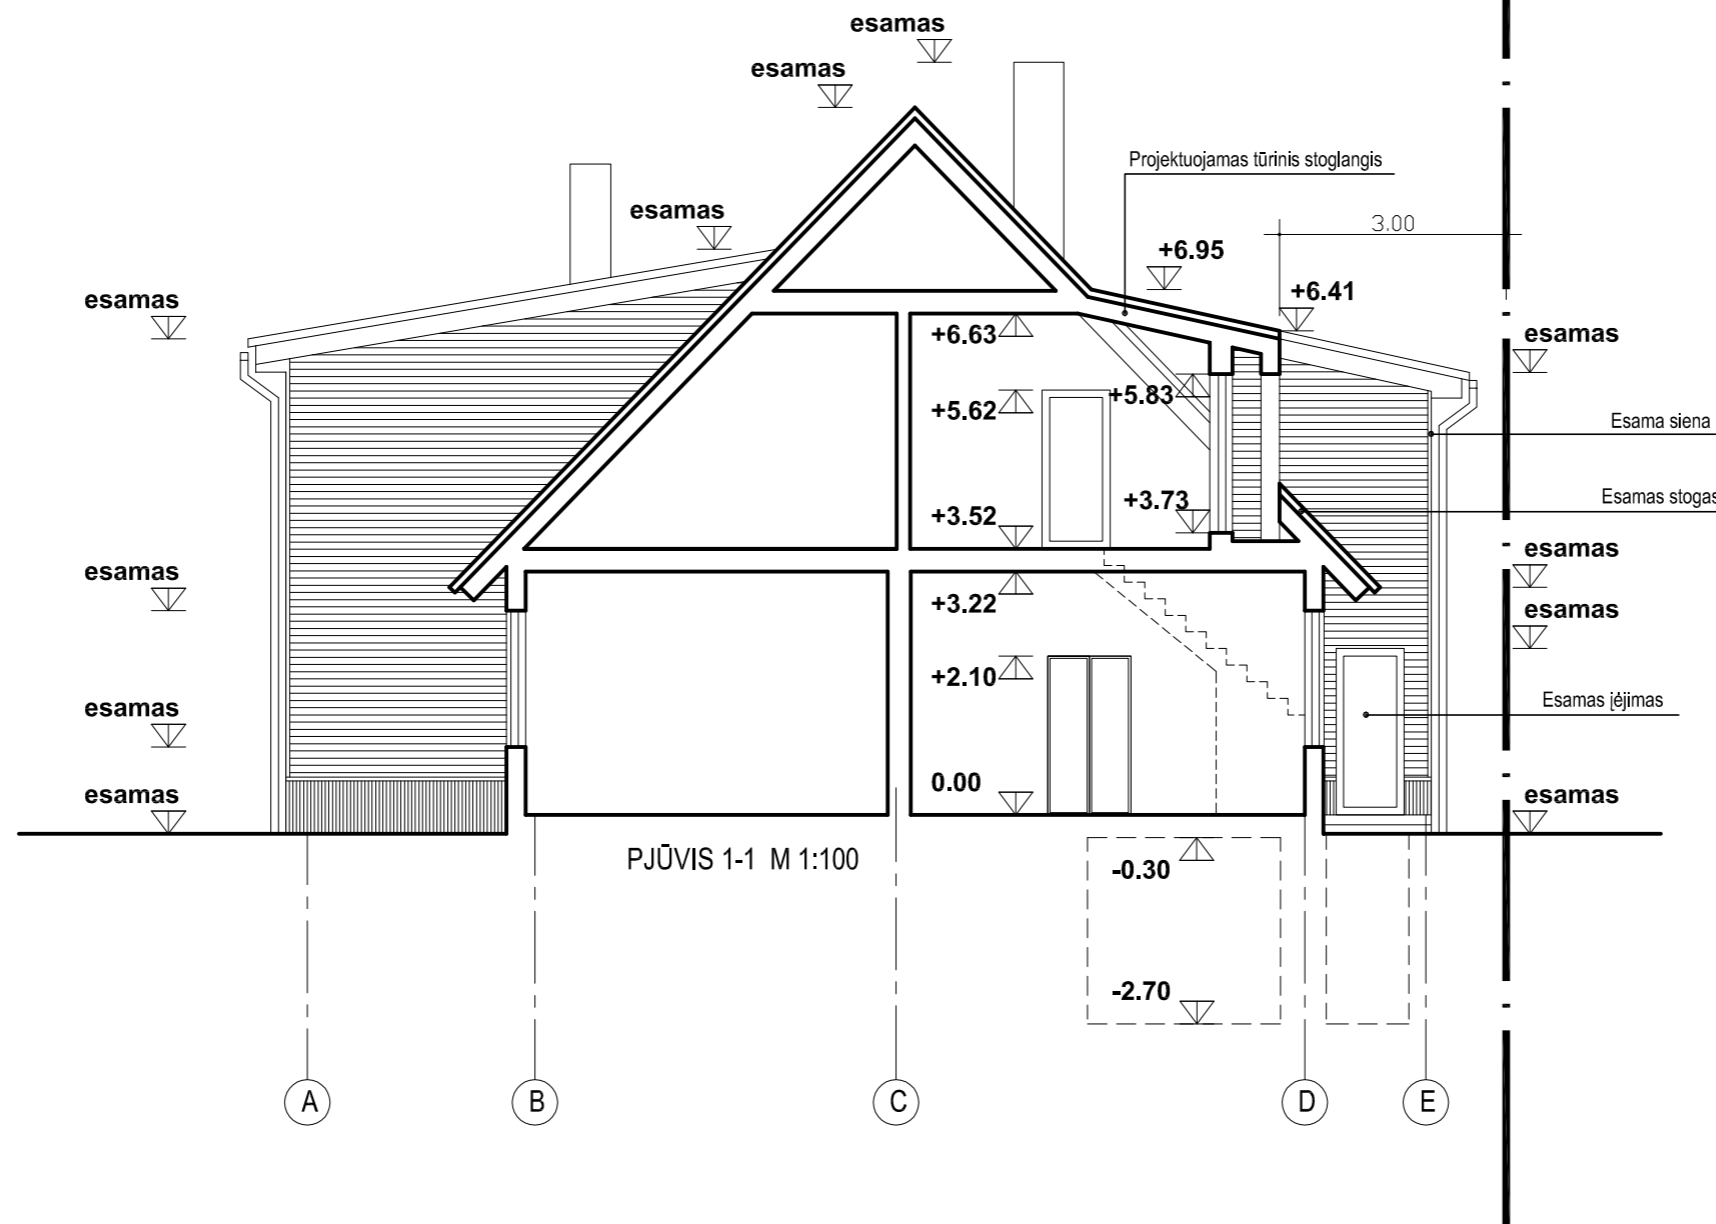 esamas
esamas
Projektuojamas tūrinis stoglangis
esamas
3.00
+6.95
esamas
+6.41
+6.63
esamas
+5.83
+5.62
Esama siena
Esamas stogas
+3.73
+3.52
esamas
esamas
+3.22
esamas
+2.10
Esamas įėjimas
esamas
0.00
esamas
esamas
PJŪVIS 1-1 M 1:100
-0.30
-2.70
A
B
C
D
E